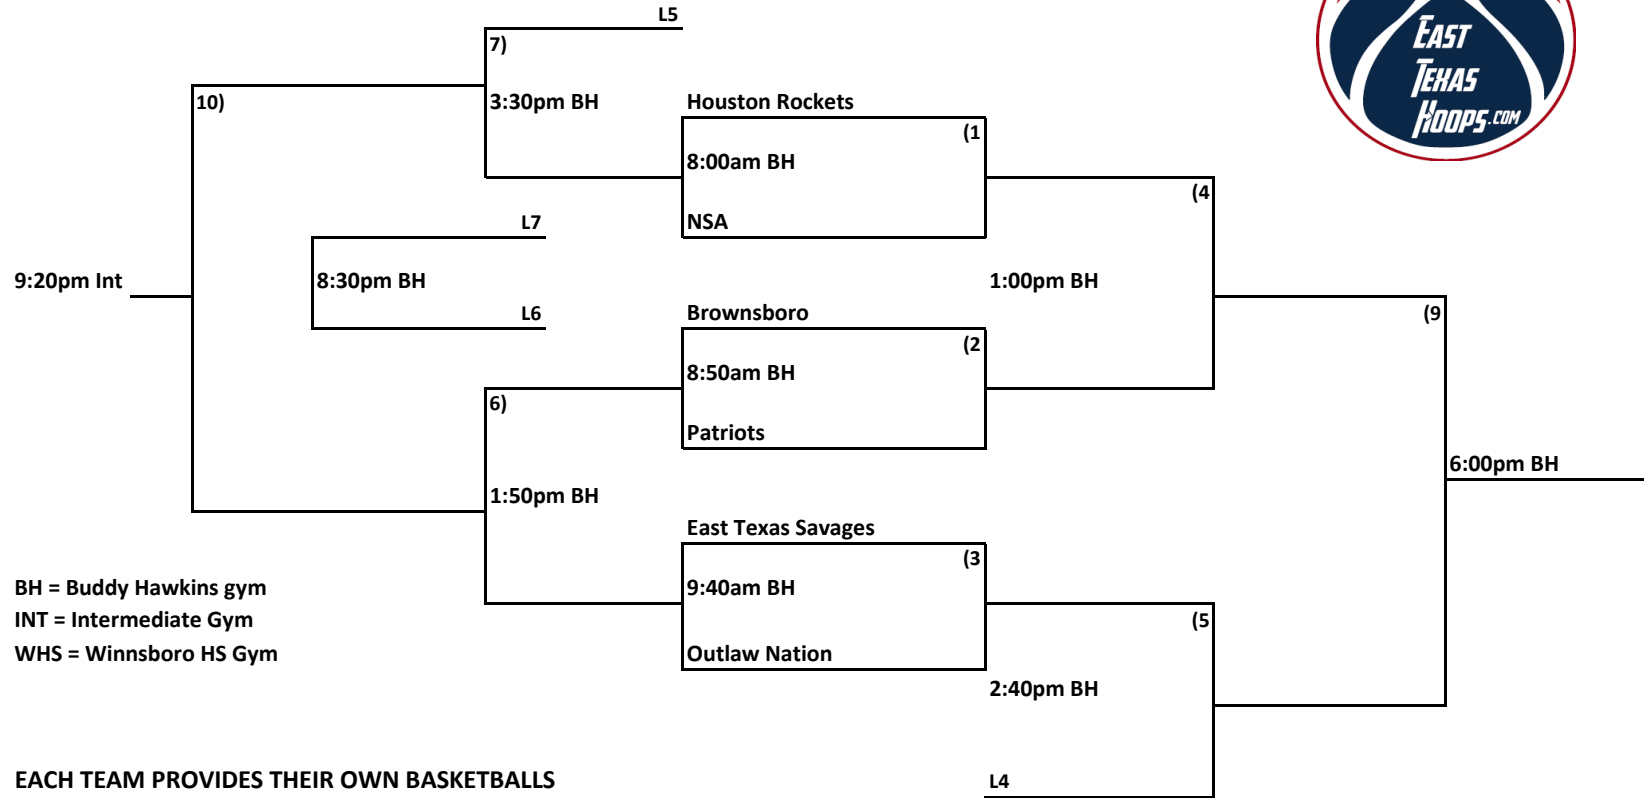 L5
7)
EAST
TEXAS
HOOPS.COM
10)
3:30pm BH
Houston Rockets
(1
8:00am BH
(4
L7
NSA
9:20pm Int
8:30pm BH
1:00pm BH
L6
Brownsboro
(9
(2
8:50am BH
6)
Patriots
6:00pm BH
1:50pm BH
East Texas Savages
(3
BH = Buddy Hawkins gym
9:40am BH
INT = Intermediate Gym
(5
WHS = Winnsboro HS Gym
Outlaw Nation
2:40pm BH
EACH TEAM PROVIDES THEIR OWN BASKETBALLS
L4